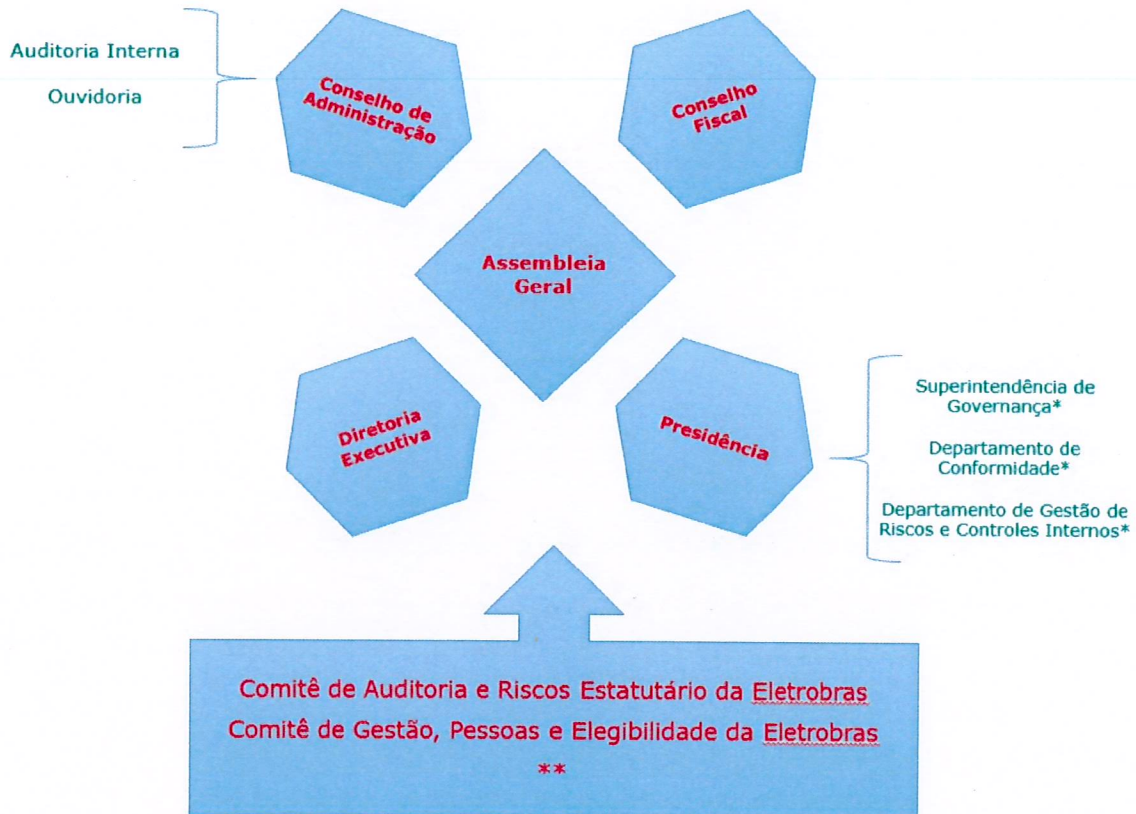 Auditoria Interna
Ouvidoria
Conselho de
Administração
Conselho
Fiscal
Assembleia
Geral
Diretoria
Executiva
Presidência
Superintendência de
Governança*
Departamento de
Conformidade*
Departamento de Gestão de
Riscos e Controles Internos*
Comitê de Auditoria e Riscos Estatutário da Eletrobras
Comitê de Gestão, Pessoas e Elegibilidade da Eletrobras
**